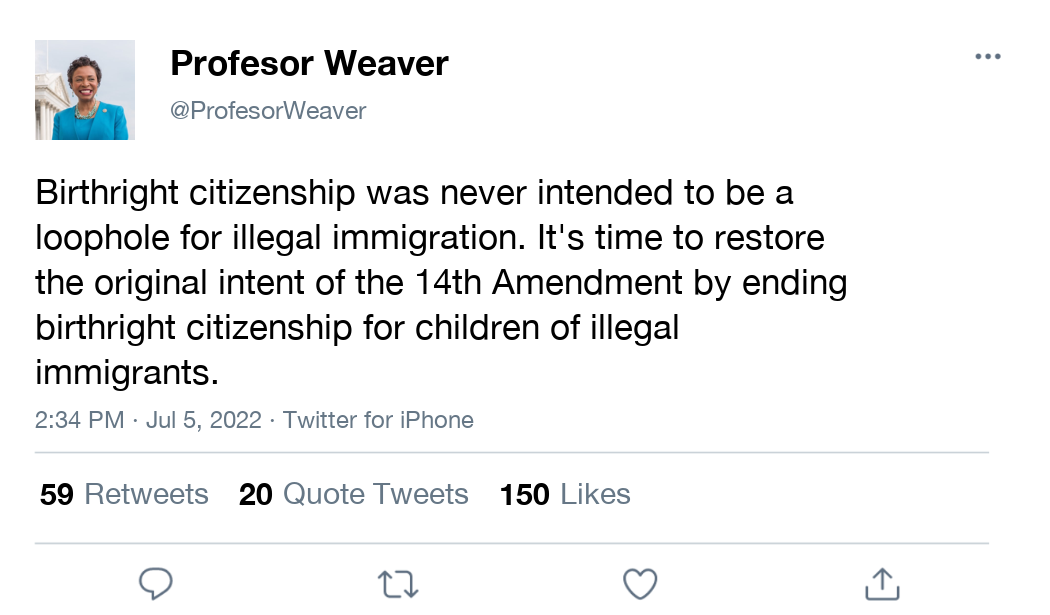 Profesor Weaver
@ProfesorWeaver
Birthright citizenship was never intended to be a
loophole for illegal immigration. It's time to restore
the original intent of the 14th Amendment by ending
birthright citizenship for children of illegal
immigrants.
2:34 PM · Jul 5, 2022 · Twitter for iPhone
59 Retweets 20 Quote Tweets 150 Likes